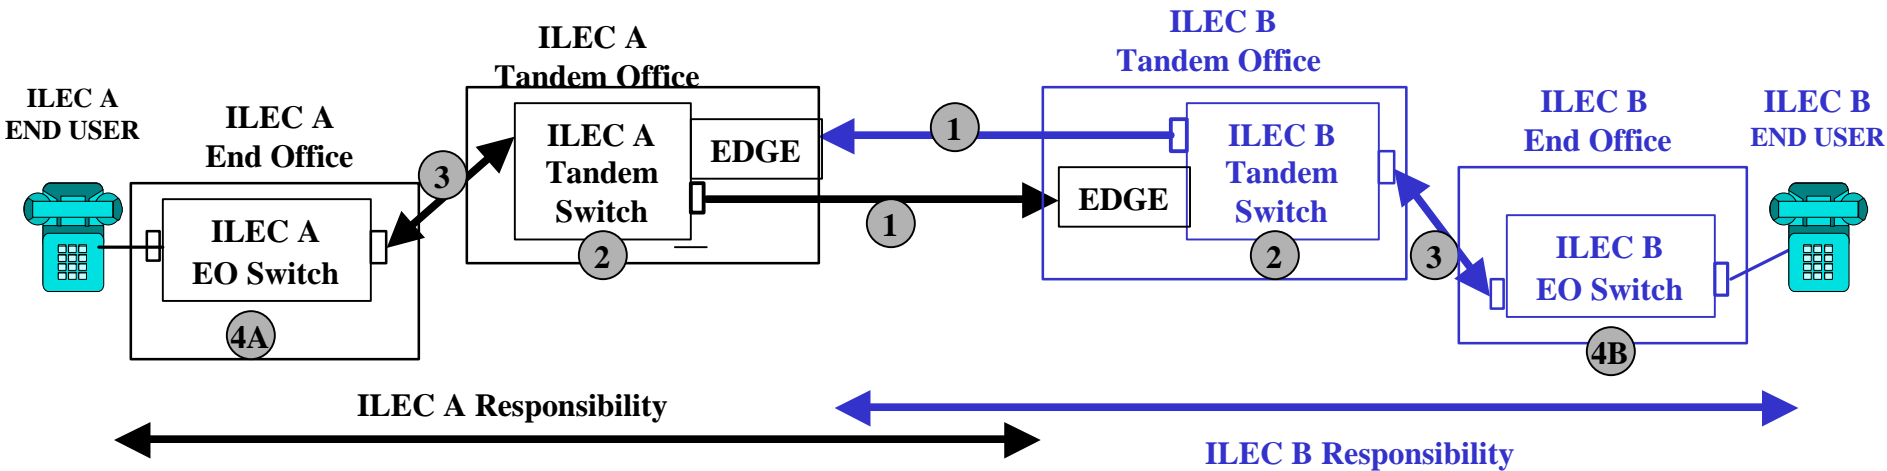 ILEC A
END USER
ILEC A
End Office
ILEC A
Tandem Office
ILEC B
Tandem Office
ILEC B
End Office
ILEC B
END USER
ILEC A
EO Switch
4A
3
ILEC A
Tandem
Switch
2
EDGE
1
1
EDGE
ILEC B
Tandem
Switch
2
3
ILEC B
EO Switch
4B
ILEC A Responsibility
ILEC B Responsibility